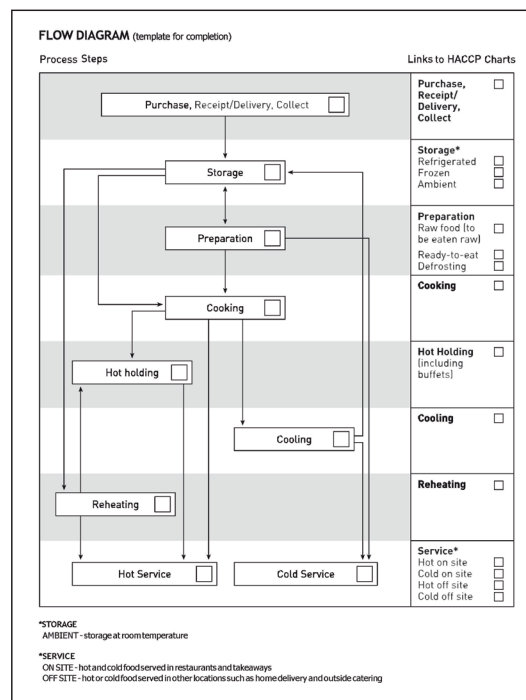 FLOW DIAGRAM (template for completion)
Process Steps
Links to HACCP Charts
Purchase, Receipt/Delivery, Collect
Storage
Preparation
Cooking
Hot holding
Cooling
Reheating
Hot Service
Cold Service
Purchase,
Receipt/
Delivery,
Collect
Storage*
Refrigerated
Frozen
Ambient
Preparation
Raw food (to
be eaten raw)
Ready-to-eat
Defrosting
Cooking
Hot Holding
(including
buffets)
Cooling
Reheating
Service*
Hot on site
Cold on site
Hot off site
Cold off site
*STORAGE
AMBIENT - storage at room temperature
*SERVICE
ON SITE - hot and cold food served in restaurants and takeaways
OFF SITE - hot or cold food served in other locations such as home delivery and outside catering